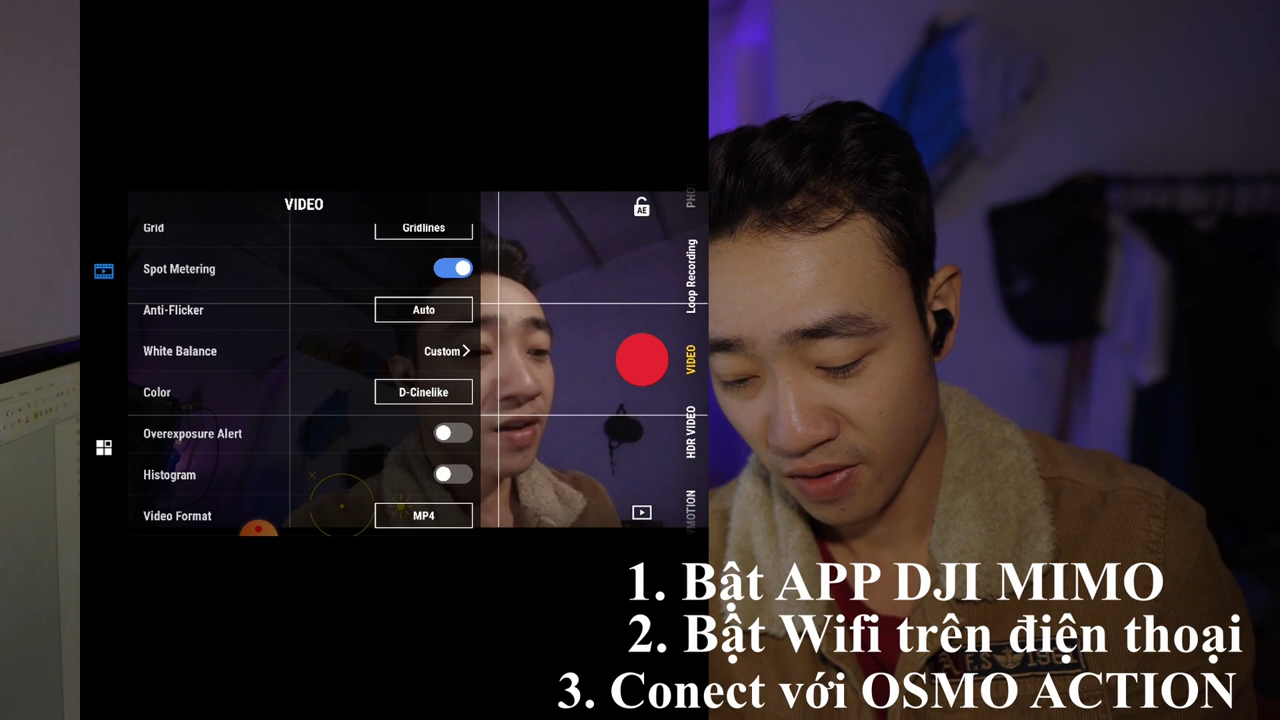 VIDEO
Grid Gridlines
Spot Metering
Anti-Flicker Auto
White Balance Custom
Color D-Cinelike
Overexposure Alert
Histogram
Video Format MP4
AE
PHO
Loop Recording
VIDEO
HDR VIDEO
MOTION
1. Bật APP DJI MIMO
2. Bật Wifi trên điện thoại
3. Conect với OSMO ACTION